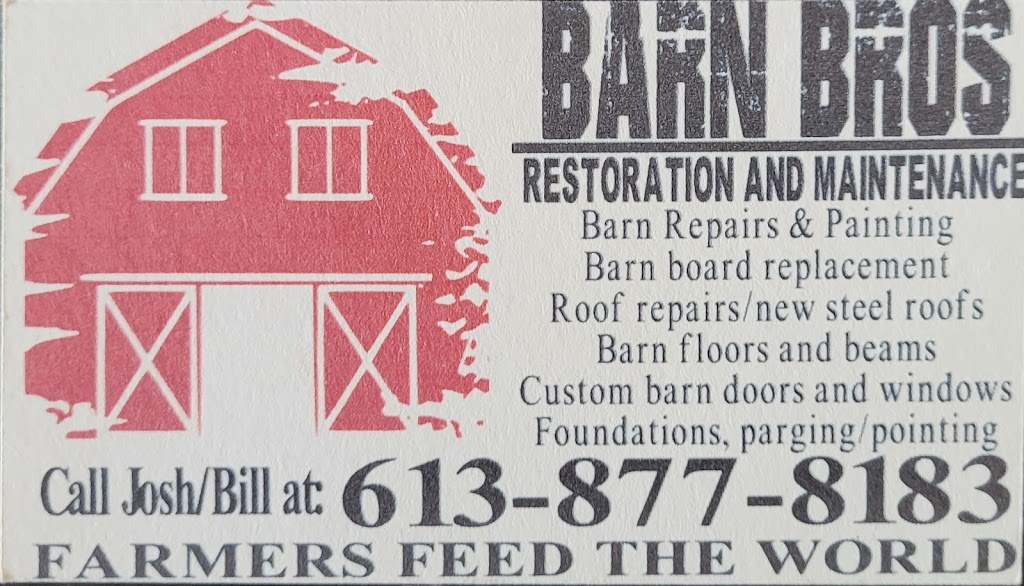 BARN BROS
RESTORATION AND MAINTENANCE
Barn Repairs & Painting
Barn board replacement
Roof repairs/new steel roofs
Barn floors and beams
Custom barn doors and windows
Foundations, parging/pointing
Call Josh/Bill at: 613-877-8183
FARMERS FEED THE WORLD